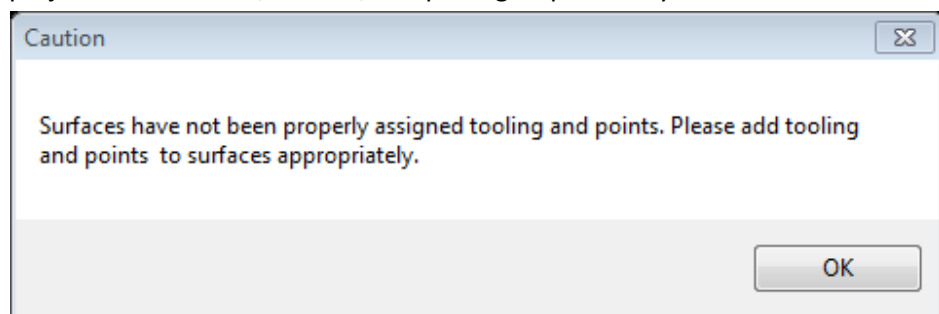 Caution
Surfaces have not been properly assigned tooling and points. Please add tooling
and points  to surfaces appropriately.
OK